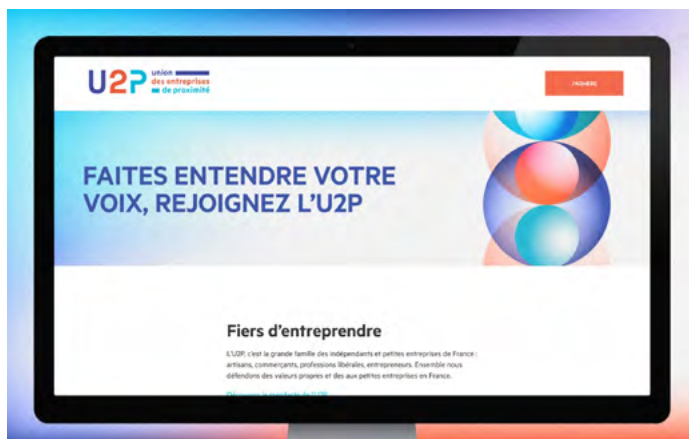 U2P union
des entreprises
de proximité
J'ADHÈRE
FAITES ENTENDRE VOTRE
VOIX, REJOIGNEZ L'U2P
Fiers d'entreprendre
L'U2P, c'est la grande famille des indépendants et petites entreprises de France :
artisans, commerçants, professions libérales, entrepreneurs. Ensemble nous
défendons des valeurs propres et des aux petites entreprises en France.